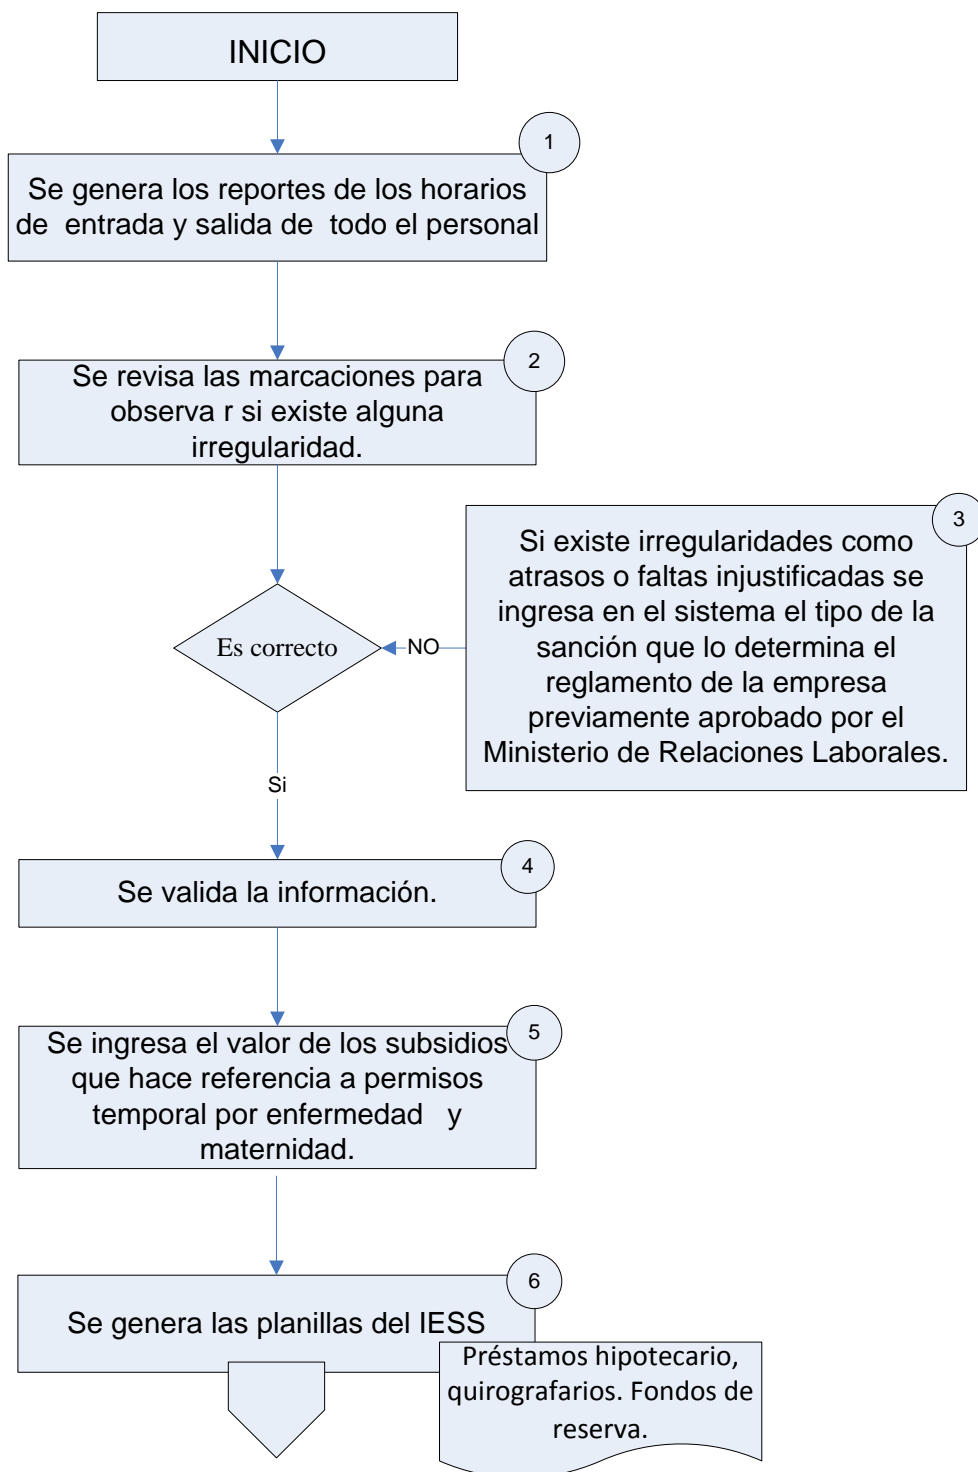 INICIO
1
Se genera los reportes de los horarios
de entrada y salida de todo el personal
2
Se revisa las marcaciones para
observa r si existe alguna
irregularidad.
3
Si existe irregularidades como
atrasos o faltas injustificadas se
ingresa en el sistema el tipo de la
sanción que lo determina el
reglamento de la empresa
previamente aprobado por el
Ministerio de Relaciones Laborales.
Es correcto
NO
Si
4
Se valida la información.
5
Se ingresa el valor de los subsidios
que hace referencia a permisos
temporal por enfermedad y
maternidad.
6
Se genera las planillas del IESS
Préstamos hipotecario,
quirografarios. Fondos de
reserva.